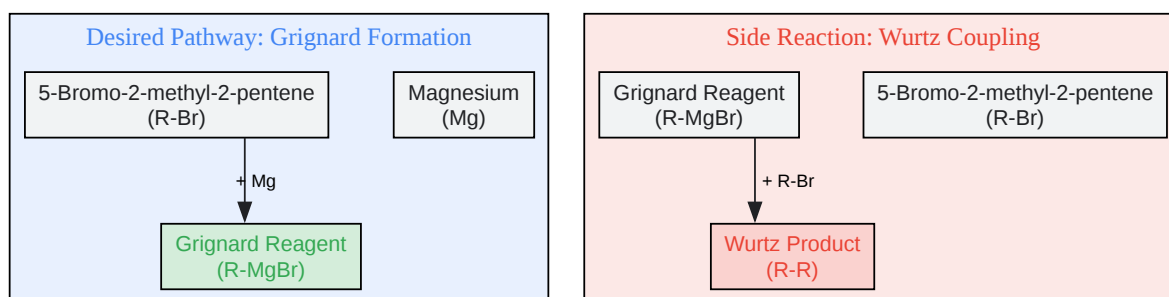 Desired Pathway: Grignard Formation
5-Bromo-2-methyl-2-pentene
(R-Br)
Magnesium
(Mg)
+ Mg
Grignard Reagent
(R-MgBr)
Side Reaction: Wurtz Coupling
Grignard Reagent
(R-MgBr)
5-Bromo-2-methyl-2-pentene
(R-Br)
+ R-Br
Wurtz Product
(R-R)